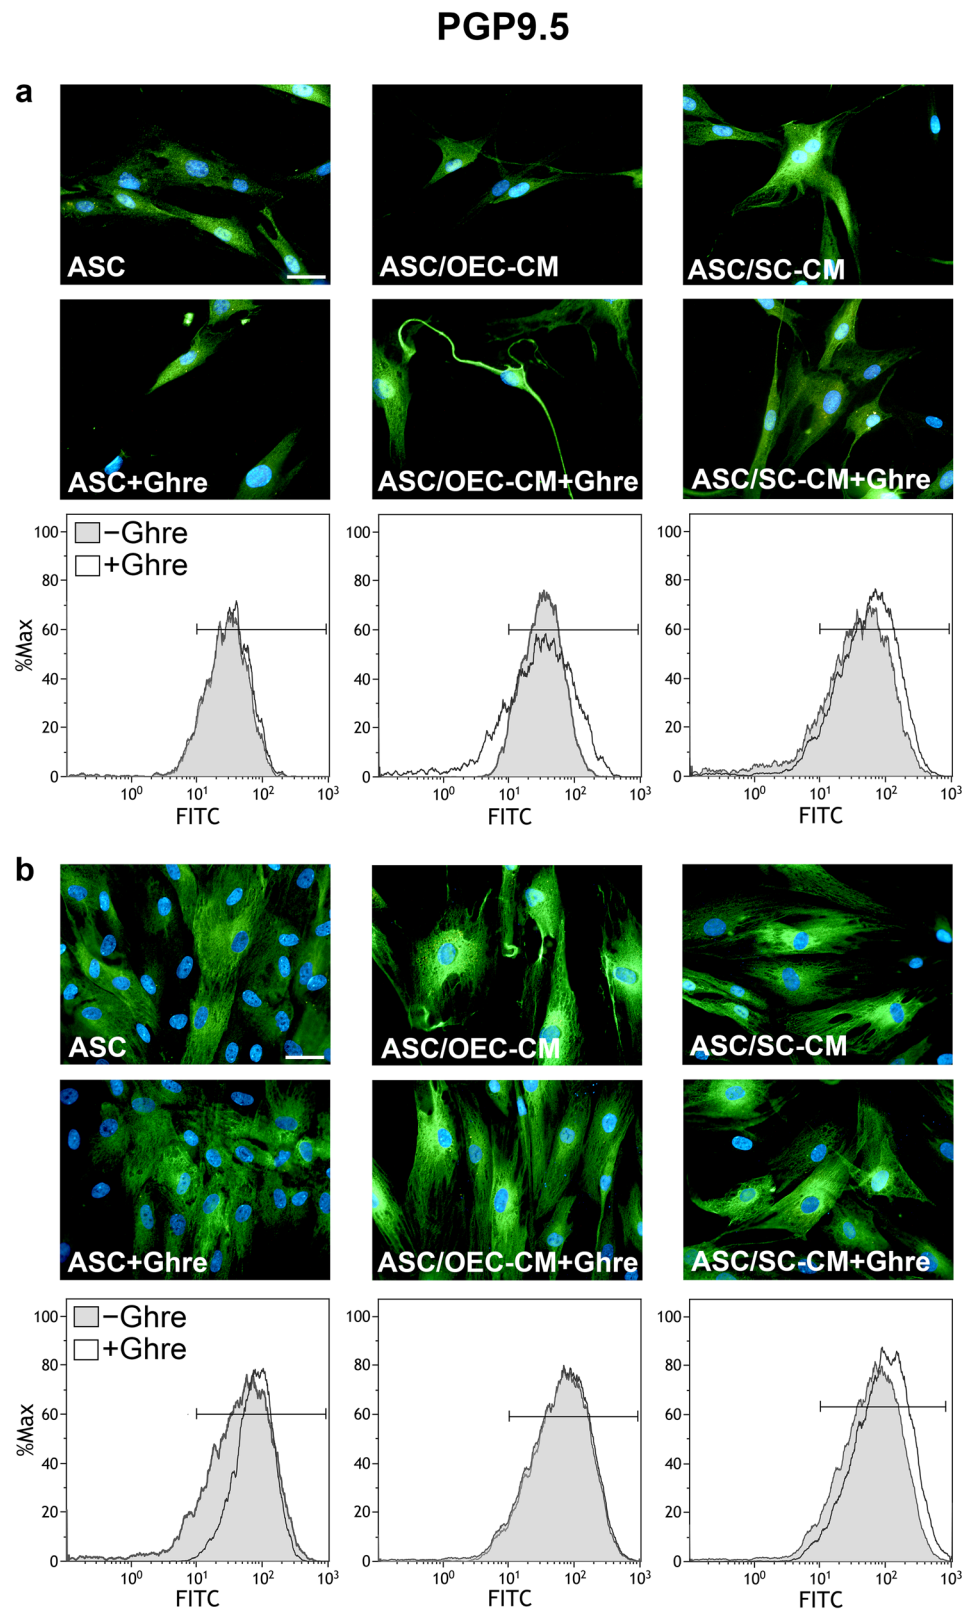 PGP9.5
a
ASC
ASC/OEC-CM
ASC/SC-CM
ASC+Ghre
ASC/OEC-CM+Ghre
ASC/SC-CM+Ghre
−Ghre
+Ghre
%Max
100
80
60
40
20
0
10⁰ 10¹ 10² 10³
FITC
100
80
60
40
20
0
10⁰ 10¹ 10² 10³
FITC
100
80
60
40
20
0
10⁰ 10¹ 10² 10³
FITC
b
ASC
ASC/OEC-CM
ASC/SC-CM
ASC+Ghre
ASC/OEC-CM+Ghre
ASC/SC-CM+Ghre
−Ghre
+Ghre
%Max
100
80
60
40
20
0
10⁰ 10¹ 10² 10³
FITC
100
80
60
40
20
0
10⁰ 10¹ 10² 10³
FITC
100
80
60
40
20
0
10⁰ 10¹ 10² 10³
FITC